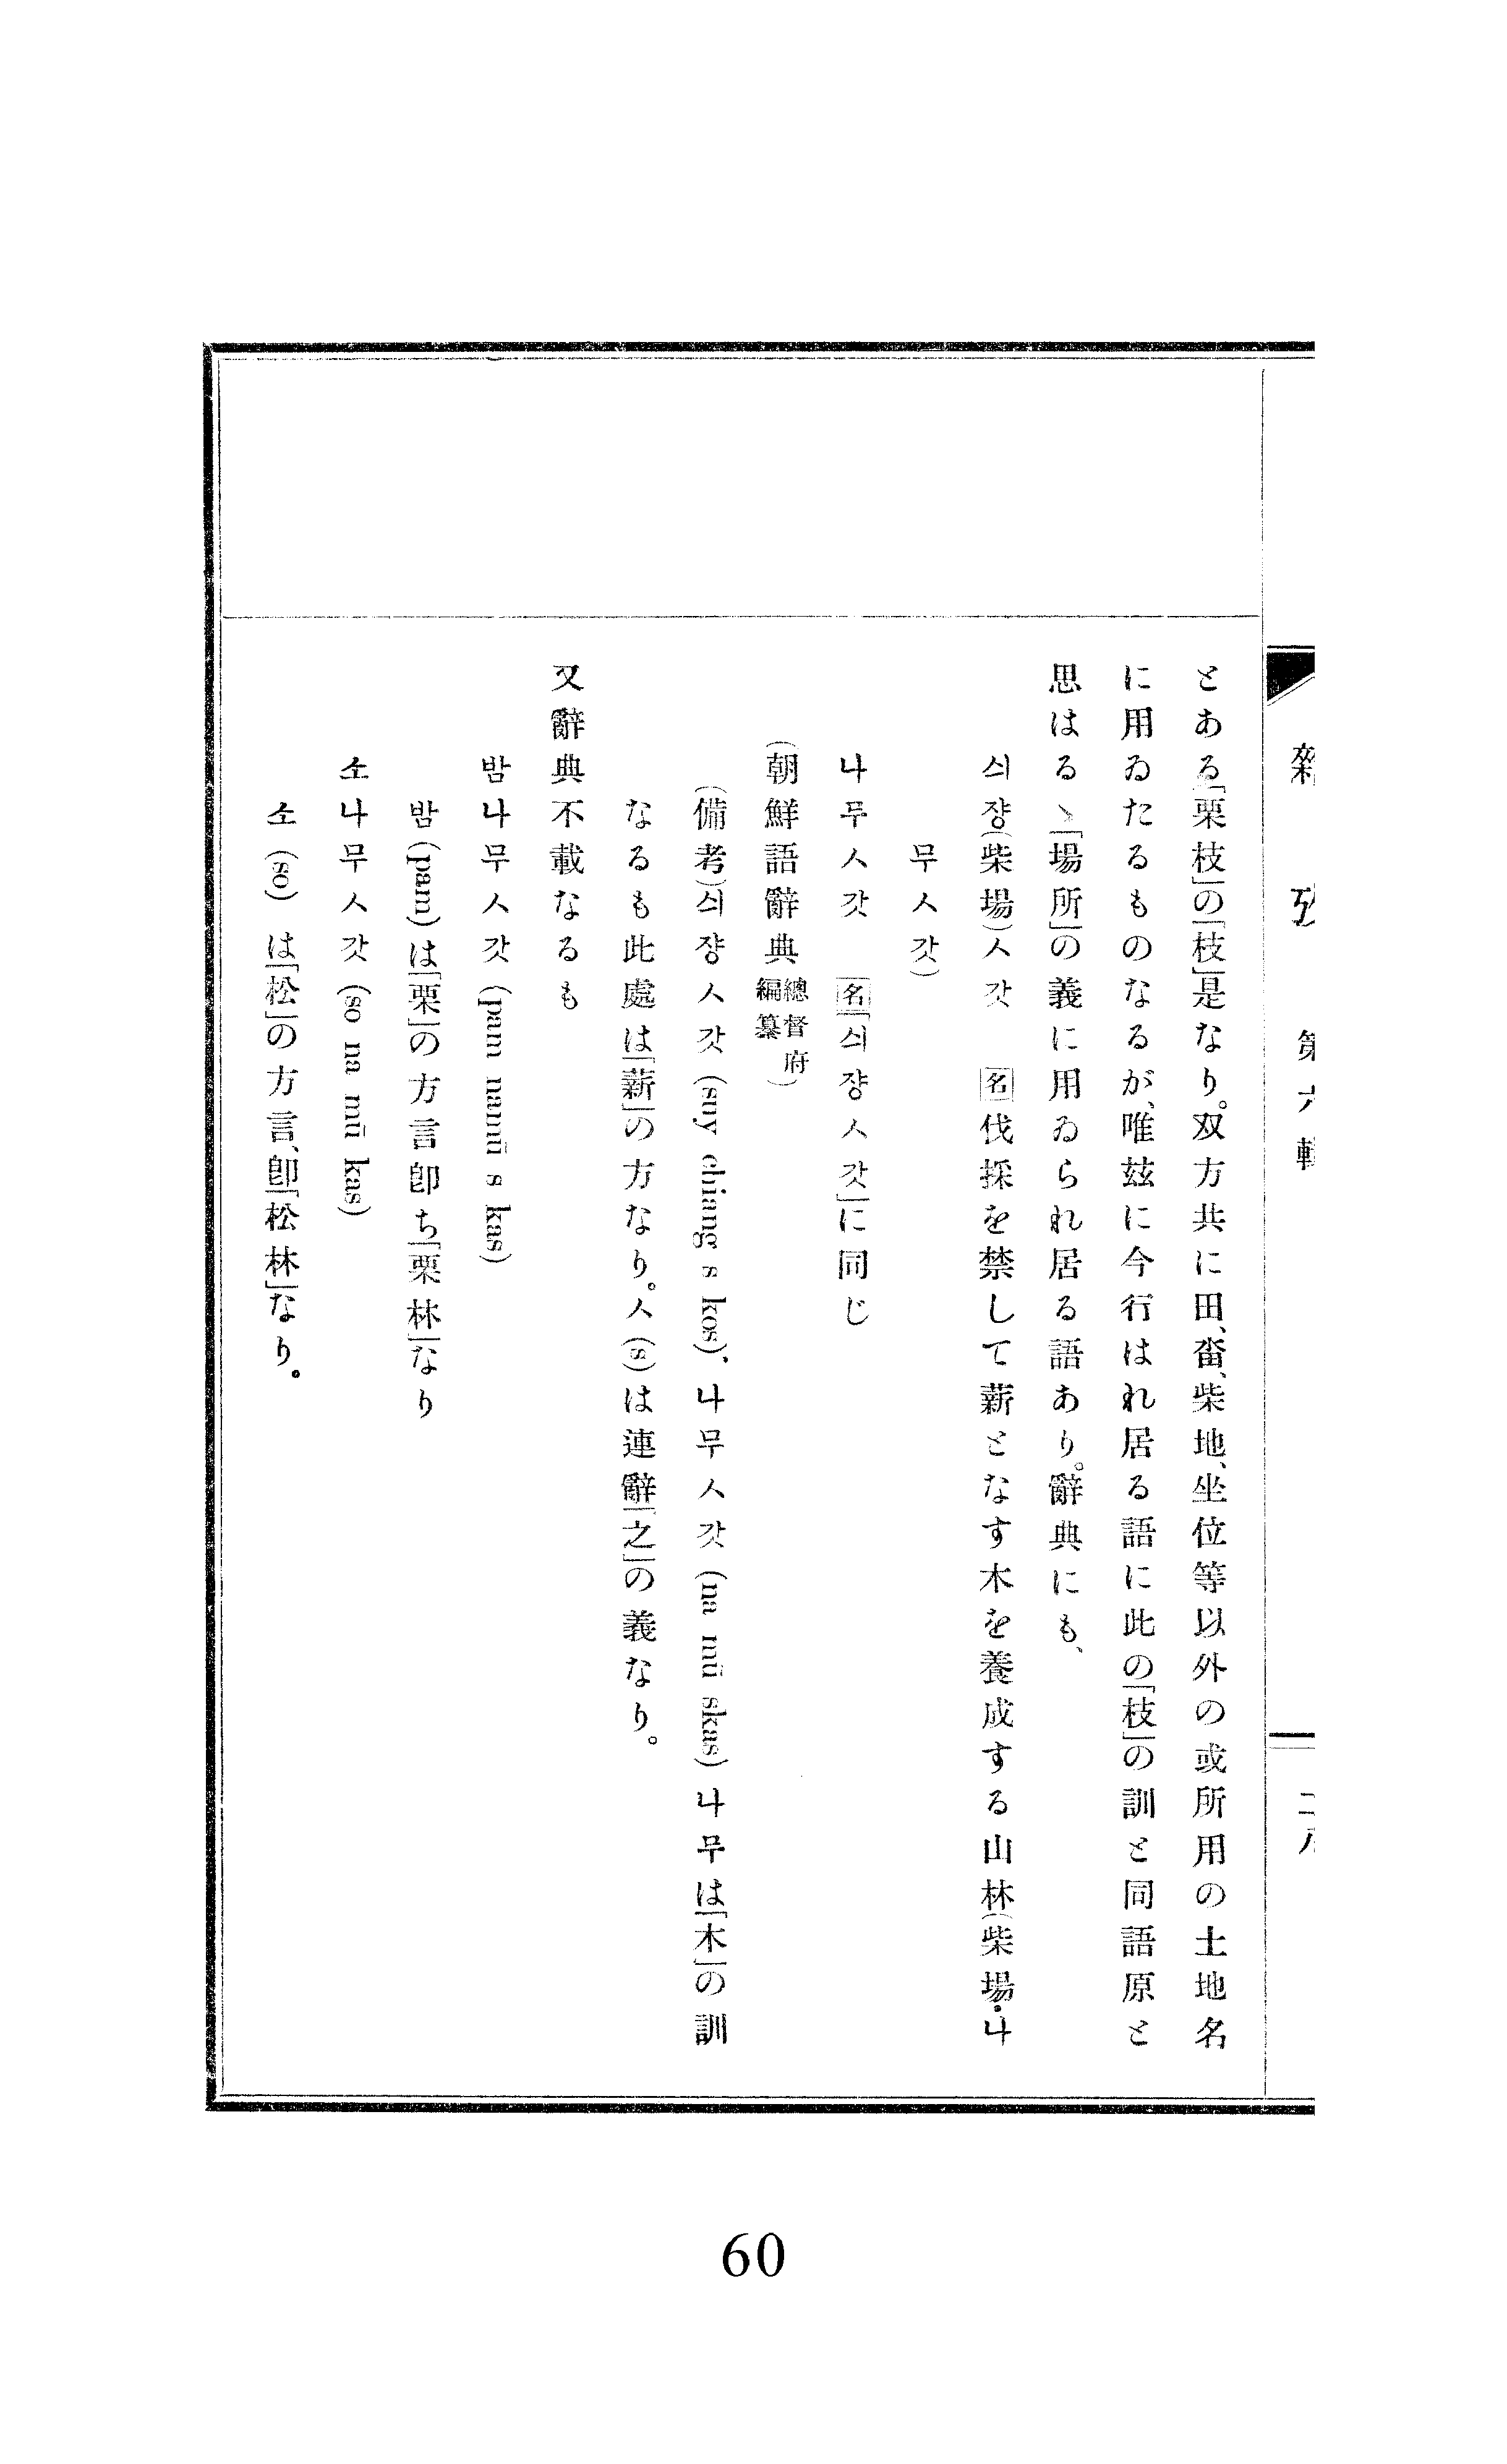 雜攷 第六輯 二八
とある「栗枝」の「枝」是なり。双方共に田、畓、柴地、坐位等以外の或所用の土地名
に用ゐたるものなるが、唯玆に今行はれ居る語に此の「枝」の訓と同語原と
思はるゝ「場所」の義に用ゐられ居る語あり。辭典にも、
싀쟝(柴場)ㅅ갓 名 伐採を禁して薪となす木を養成する山林(柴場・나
무ㅅ갓)
나무ㅅ갓 名「싀쟝ㅅ갓」に同じ
(朝鮮語辭典 總督府編纂)
(備考)싀쟝ㅅ갓 (suy chiang s kos)、나무ㅅ갓 (na mū skas) 나무は「木」の訓
なるも此處は「薪」の方なり。ㅅ(s)は連辭「之」の義なり。
又辭典不載なるも
밤나무ㅅ갓 (pam namū s kas)
밤(pam)は「栗」の方言卽ち「栗林」なり
소나무ㅅ갓 (so na mū kas)
소 (so) は「松」の方言、卽「松林」なり。
60